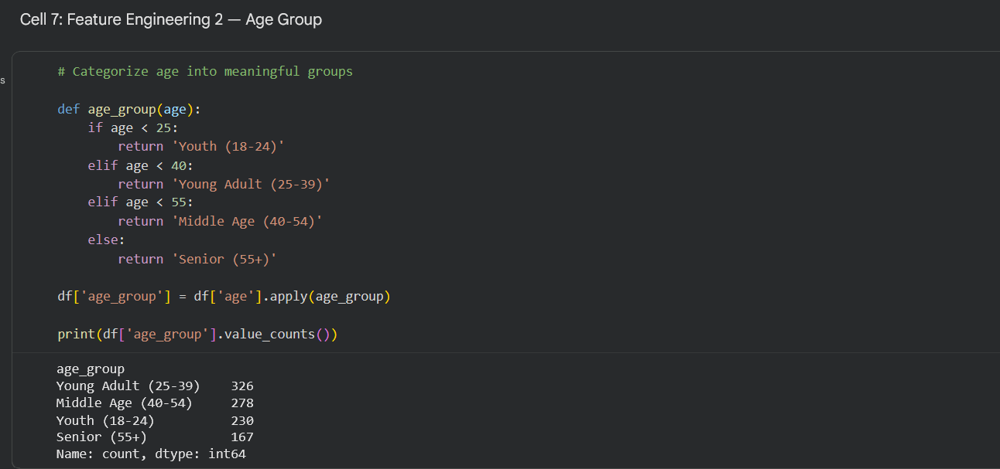 Cell 7: Feature Engineering 2 — Age Group
s
# Categorize age into meaningful groups
def age_group(age):
    if age < 25:
        return 'Youth (18-24)'
    elif age < 40:
        return 'Young Adult (25-39)'
    elif age < 55:
        return 'Middle Age (40-54)'
    else:
        return 'Senior (55+)'
df['age_group'] = df['age'].apply(age_group)
print(df['age_group'].value_counts())
age_group
Young Adult (25-39)    326
Middle Age (40-54)     278
Youth (18-24)          230
Senior (55+)           167
Name: count, dtype: int64